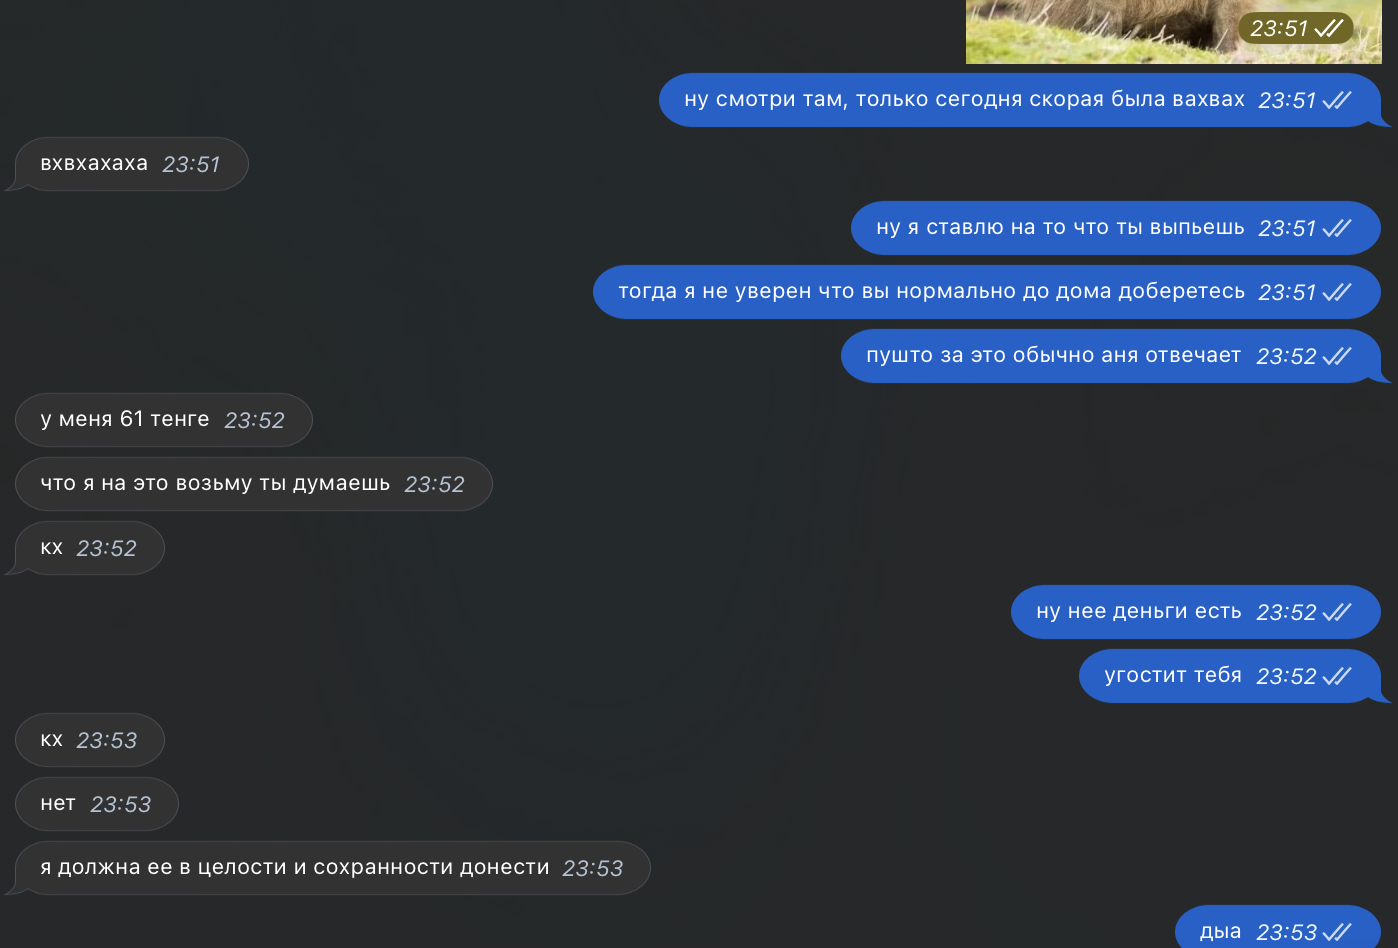 23:51
ну смотри там, только сегодня скорая была вахвах 23:51
вхвхахаха 23:51
ну я ставлю на то что ты выпьешь 23:51
тогда я не уверен что вы нормально до дома доберетесь 23:51
пушто за это обычно аня отвечает 23:52
у меня 61 тенге 23:52
что я на это возьму ты думаешь 23:52
кх 23:52
ну нее деньги есть 23:52
угостит тебя 23:52
кх 23:53
нет 23:53
я должна ее в целости и сохранности донести 23:53
дыа 23:53